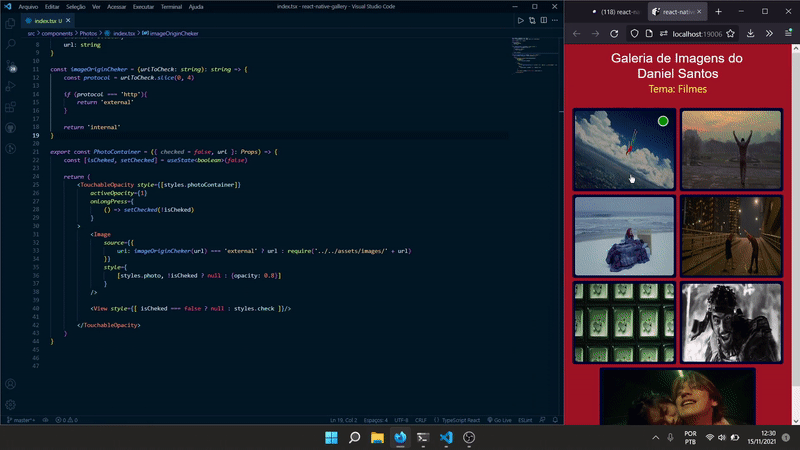 Arquivo Editar Seleção Ver Acessar Executar Terminal Ajuda
index.tsx - react-native-gallery - Visual Studio Code
index.tsx U
src > components > Photos > index.tsx > imageOriginCheker
8 url: string
9 }
10
11 const imageOriginCheker = (urlToCheck: string): string => {
12 const protocol = urlToCheck.slice(0, 4)
13
14 if (protocol === 'http'){
15 return 'external'
16 }
17
18 return 'internal'
19 }
20
21 export const PhotoContainer = ({ checked = false, url }: Props) => {
22 const [isCheked, setChecked] = useState<boolean>(false)
23
24 return (
25 <TouchableOpacity style={[styles.photoContainer]}
26 activeOpacity={1}
27 onLongPress={
28 () => setChecked(!isCheked)
29 }
30 >
31 <Image
32 source={{
33 uri: imageOriginCheker(url) === 'external' ? url : require('../../assets/images/' + url)
34 }}
35 style={
36 [styles.photo, !isCheked ? null : {opacity: 0.8}]
37 }
38 />
39
40 <View style={[ isCheked === false ? null : styles.check ]}/>
41
42 </TouchableOpacity>
43 )
44 }
45
46
47
master*+
0 0
Ln 19, Col 2
Espaços: 4
UTF-8
CRLF
TypeScript React
Go Live
ESLint
(118) react-n
react-native
localhost:19006
Galeria de Imagens do
Daniel Santos
Tema: Filmes
POR
PTB
12:30
15/11/2021